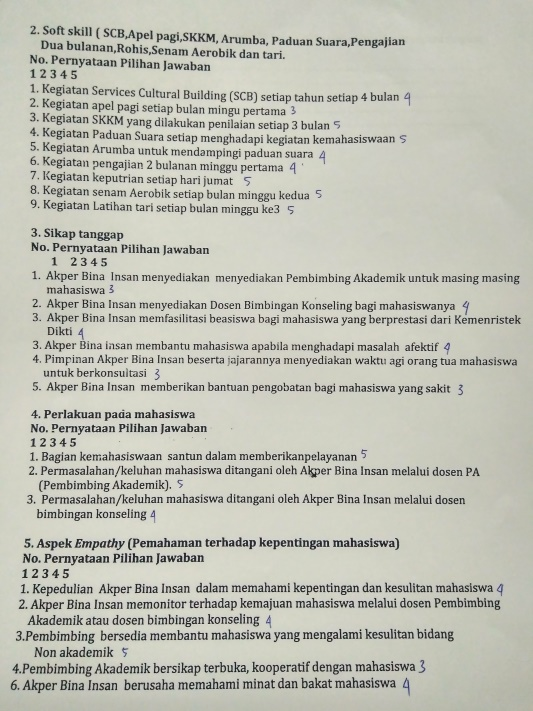 2. Soft skill ( SCB,Apel pagi,SKKM, Arumba, Paduan Suara,Pengajian
Dua bulanan,Rohis,Senam Aerobik dan tari.
No. Pernyataan Pilihan Jawaban
1 2 3 4 5
1. Kegiatan Services Cultural Building (SCB) setiap tahun setiap 4 bulan 4
2. Kegiatan apel pagi setiap bulan mingu pertama 3
3. Kegiatan SKKM yang dilakukan penilaian setiap 3 bulan 5
4. Kegiatan Paduan Suara setiap menghadapi kegiatan kemahasiswaan 5
5. Kegiatan Arumba untuk mendampingi paduan suara 4
6. Kegiatan pengajian 2 bulanan minggu pertama 4
7. Kegiatan keputrian setiap hari jumat 5
8. Kegiatan senam Aerobik setiap bulan minggu kedua 5
9. Kegiatan Latihan tari setiap bulan minggu ke3 5
3. Sikap tanggap
No. Pernyataan Pilihan Jawaban
1 2 3 4 5
1. Akper Bina Insan menyediakan menyediakan Pembimbing Akademik untuk masing masing
mahasiswa 3
2. Akper Bina Insan menyediakan Dosen Bimbingan Konseling bagi mahasiswanya 4
3. Akper Bina Insan memfasilitasi beasiswa bagi mahasiswa yang berprestasi dari Kemenristek
Dikti 4
3. Akper Bina insan membantu mahasiswa apabila menghadapi masalah afektif 4
4. Pimpinan Akper Bina Insan beserta jajarannya menyediakan waktu agi orang tua mahasiswa
untuk berkonsultasi 3
5. Akper Bina Insan memberikan bantuan pengobatan bagi mahasiswa yang sakit 3
4. Perlakuan pada mahasiswa
No. Pernyataan Pilihan Jawaban
1 2 3 4 5
1. Bagian kemahasiswaan santun dalam memberikanpelayanan 5
2. Permasalahan/keluhan mahasiswa ditangani oleh Akper Bina Insan melalui dosen PA
(Pembimbing Akademik). 5
3. Permasalahan/keluhan mahasiswa ditangani oleh Akper Bina Insan melalui dosen
bimbingan konseling 4
5. Aspek Empathy (Pemahaman terhadap kepentingan mahasiswa)
No. Pernyataan Pilihan Jawaban
1 2 3 4 5
1. Kepedulian Akper Bina Insan dalam memahami kepentingan dan kesulitan mahasiswa 4
2. Akper Bina Insan memonitor terhadap kemajuan mahasiswa melalui dosen Pembimbing
Akademik atau dosen bimbingan konseling 4
3.Pembimbing bersedia membantu mahasiswa yang mengalami kesulitan bidang
Non akademik 5
4.Pembimbing Akademik bersikap terbuka, kooperatif dengan mahasiswa 3
6. Akper Bina Insan berusaha memahami minat dan bakat mahasiswa 4